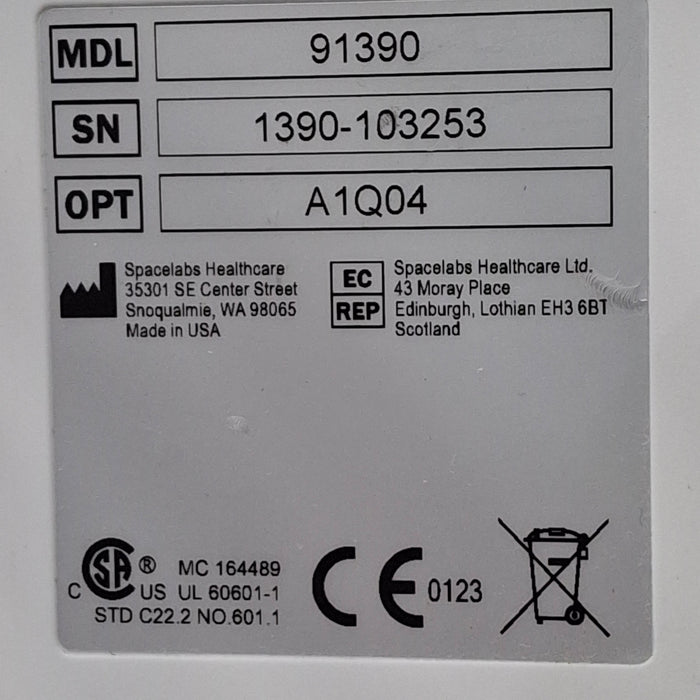 MDL 91390
SN 1390-103253
OPT A1Q04
Spacelabs Healthcare
35301 SE Center Street
Snoqualmie, WA 98065
Made in USA
EC REP
Spacelabs Healthcare Ltd.
43 Moray Place
Edinburgh, Lothian EH3 6BT
Scotland
C SA ® US
MC 164489
UL 60601-1
STD C22.2 NO.601.1
CE 0123